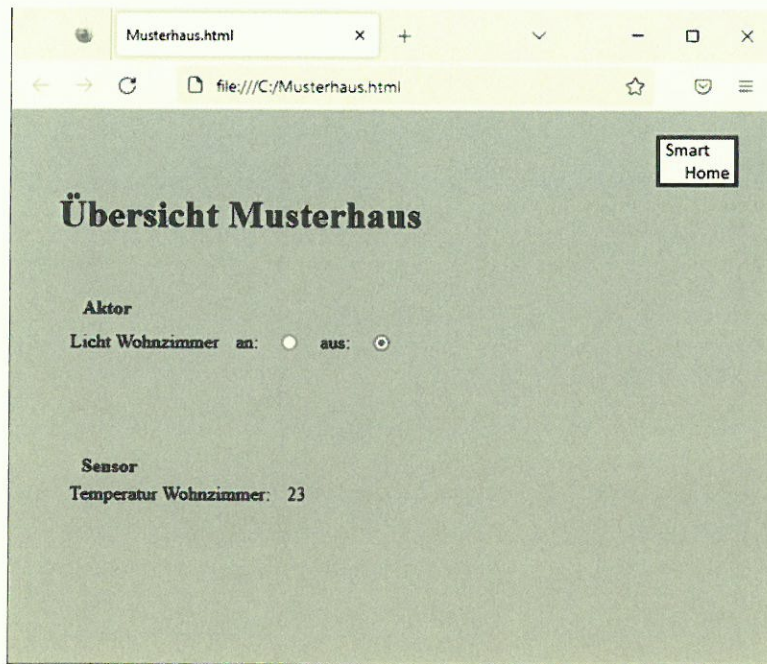 Musterhaus.html
file:///C:/Musterhaus.html
Smart
Home
Übersicht Musterhaus
Aktor
Licht Wohnzimmer an: aus:
Sensor
Temperatur Wohnzimmer: 23